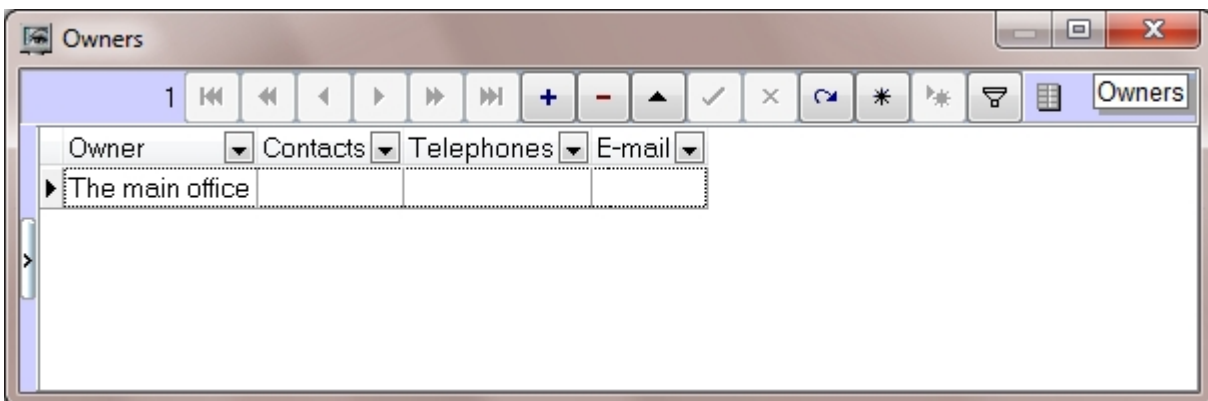 Owners
1 Owners
Owner Contacts Telephones E-mail
The main office